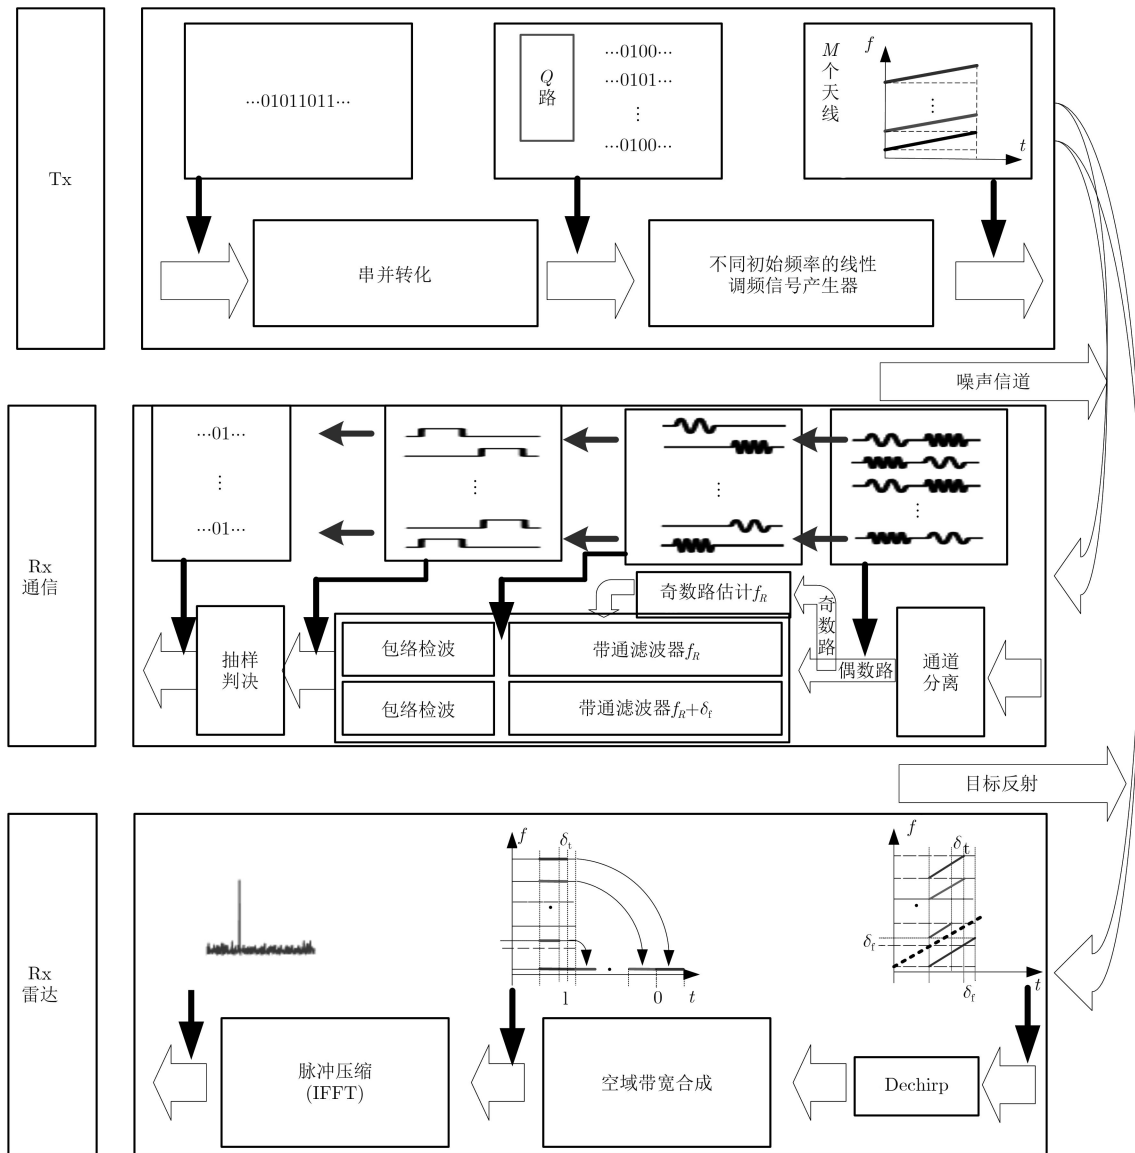 Tx
···01011011···
Q
路
···0100···
···0101···
⋮
···0100···
M
个
天
线
f
⋮
t
串并转化
不同初始频率的线性
调频信号产生器
噪声信道
Rx
通信
···01···
⋮
···01···
⋮
⋮
⋮
奇数路估计f_R
奇
数
路
抽样
判决
包络检波
带通滤波器f_R
偶数路
通道
分离
包络检波
带通滤波器f_R+δ_f
目标反射
Rx
雷达
f
δ_t
1
0
t
f
δ_t
δ_f
δ_f
t
脉冲压缩
(IFFT)
空域带宽合成
Dechirp